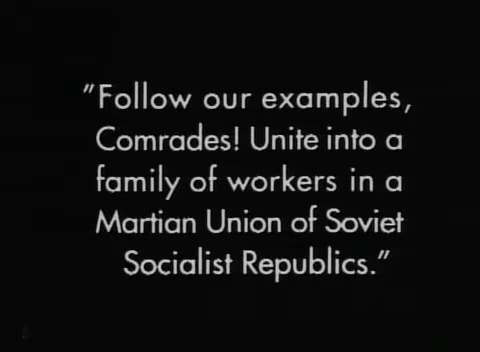 "Follow our examples,
Comrades! Unite into a
family of workers in a
Martian Union of Soviet
Socialist Republics."